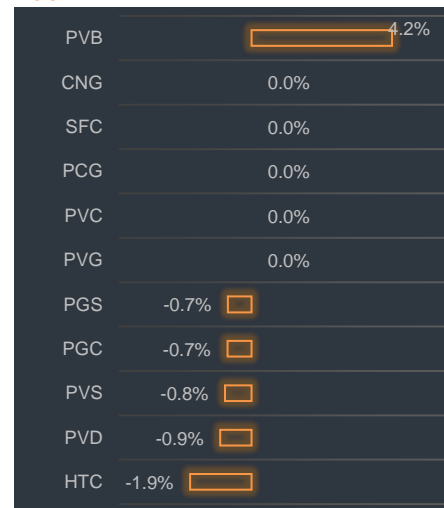 PVB 4.2%
CNG 0.0%
SFC 0.0%
PCG 0.0%
PVC 0.0%
PVG 0.0%
PGS -0.7%
PGC -0.7%
PVS -0.8%
PVD -0.9%
HTC -1.9%